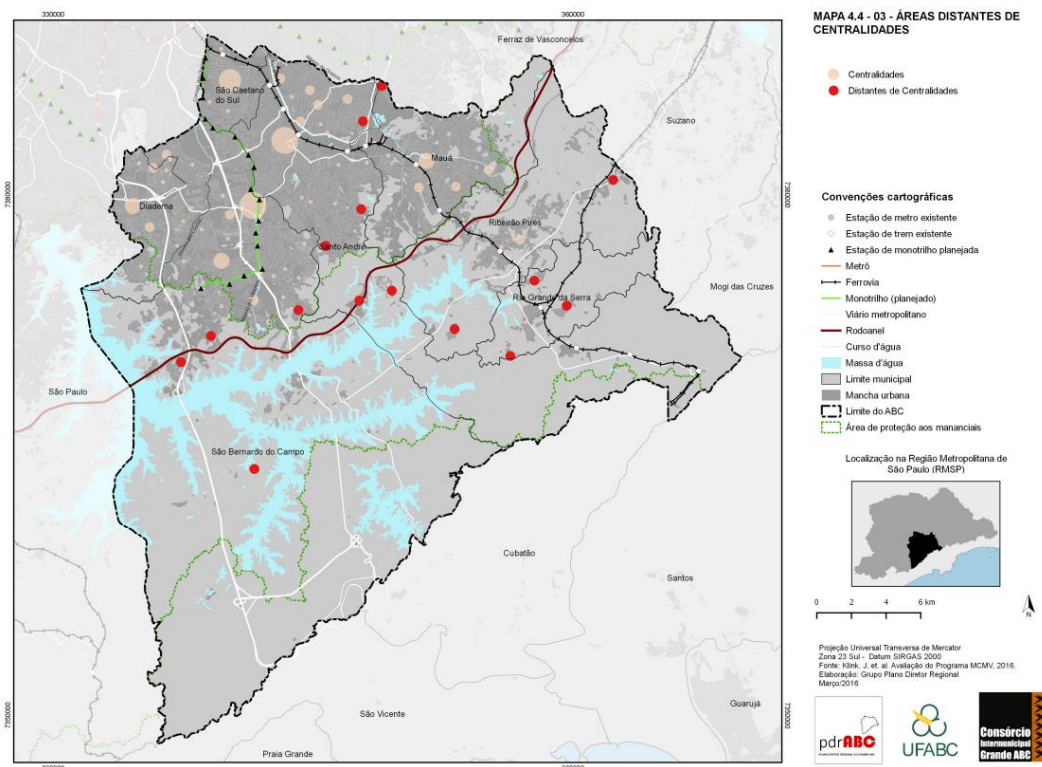 330000
360000
MAPA 4.4 - 03 - ÁREAS DISTANTES DE
CENTRALIDADES
Centralidades
Distantes de Centralidades
Ferraz de Vasconcelos
Suzano
São Caetano
do Sul
Mauá
7380000
7380000
Diadema
Ribeirão Pires
Santo André
Rio Grande da Serra
Mogi das Cruzes
São Paulo
São Bernardo do Campo
Cubatão
Santos
São Vicente
Guarujá
Praia Grande
7350000
7350000
Convenções cartográficas
Estação de metro existente
Estação de trem existente
Estação de monotrilho planejada
Metrô
Ferrovia
Monotrilho (planejado)
Viário metropolitano
Rodoanel
Curso d'água
Massa d'água
Limite municipal
Mancha urbana
Limite do ABC
Área de proteção aos mananciais
Localização na Região Metropolitana de
São Paulo (RMSP)
0 2 4 6 km
N
Projeção Universal Transversa de Mercator
Zona 23 Sul - Datum SIRGAS 2000
Fonte: Klink, J. et. al. Avaliação do Programa MCMV, 2016.
Elaboração: Grupo Plano Diretor Regional
Março/2016
pdrABC
UFABC
Consórcio
Intermunicipal
Grande ABC